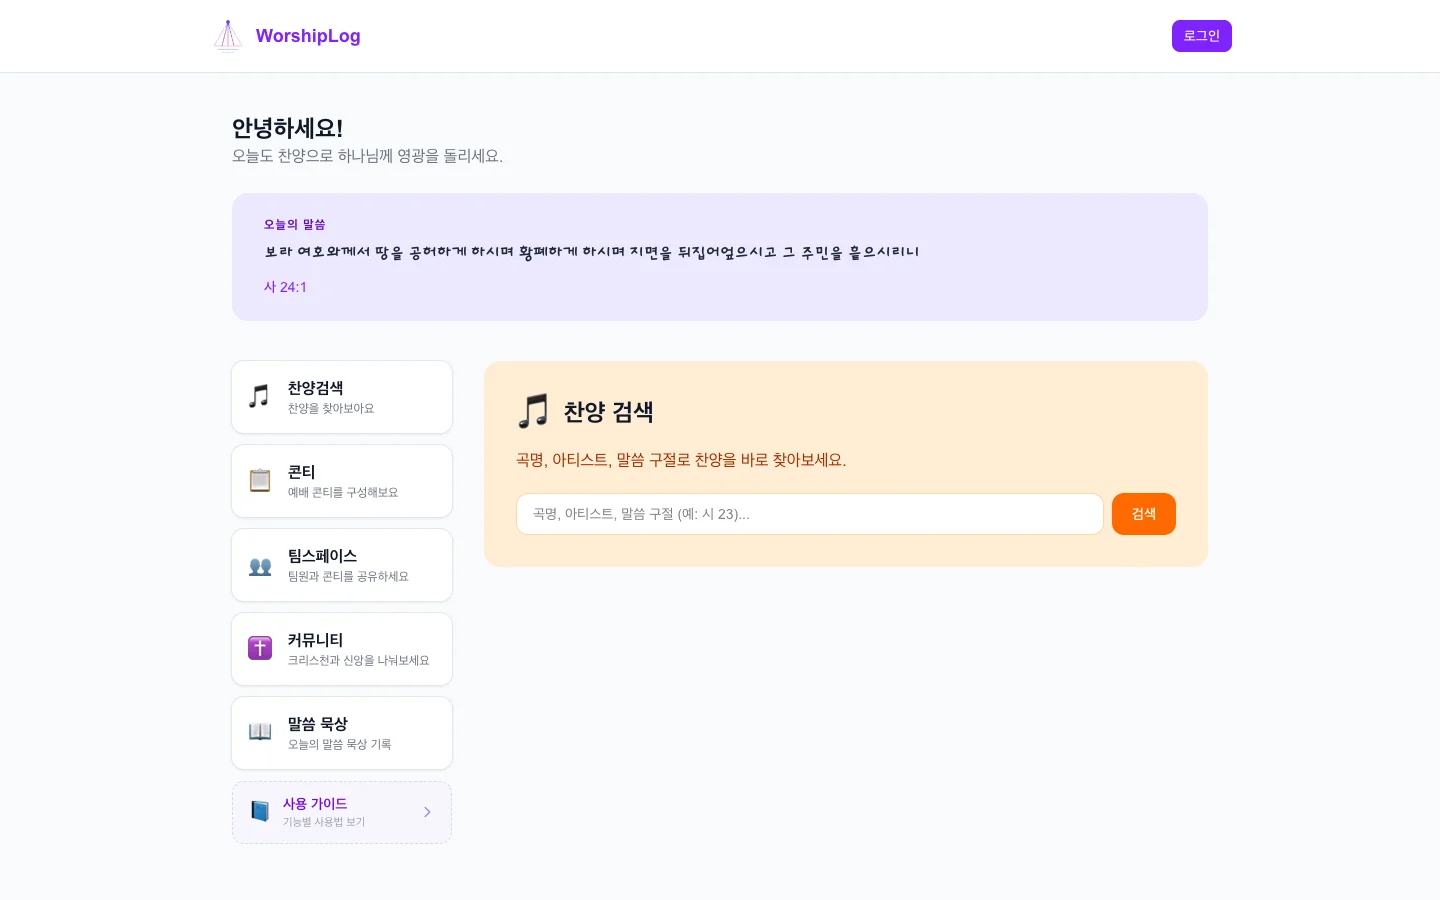 WorshipLog
로그인
안녕하세요!
오늘도 찬양으로 하나님께 영광을 돌리세요.
오늘의 말씀
보라 여호와께서 땅을 공허하게 하시며 황폐하게 하시며 지면을 뒤집어엎으시고 그 주민을 흩으시리니
사 24:1
찬양검색
찬양을 찾아보아요
콘티
예배 콘티를 구성해보요
팀스페이스
팀원과 콘티를 공유하세요
커뮤니티
크리스천과 신앙을 나눠보세요
말씀 묵상
오늘의 말씀 묵상 기록
사용 가이드
기능별 사용법 보기
찬양 검색
곡명, 아티스트, 말씀 구절로 찬양을 바로 찾아보세요.
곡명, 아티스트, 말씀 구절 (예: 시 23)...
검색